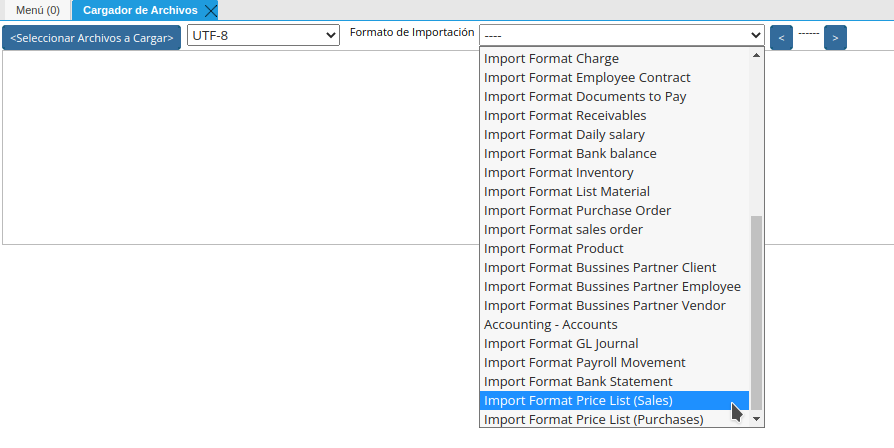 Menú (0) Cargador de Archivos
<Seleccionar Archivos a Cargar> UTF-8 Formato de Importación ---- < ------ >
Import Format Charge
Import Format Employee Contract
Import Format Documents to Pay
Import Format Receivables
Import Format Daily salary
Import Format Bank balance
Import Format Inventory
Import Format List Material
Import Format Purchase Order
Import Format sales order
Import Format Product
Import Format Bussines Partner Client
Import Format Bussines Partner Employee
Import Format Bussines Partner Vendor
Accounting - Accounts
Import Format GL Journal
Import Format Payroll Movement
Import Format Bank Statement
Import Format Price List (Sales)
Import Format Price List (Purchases)